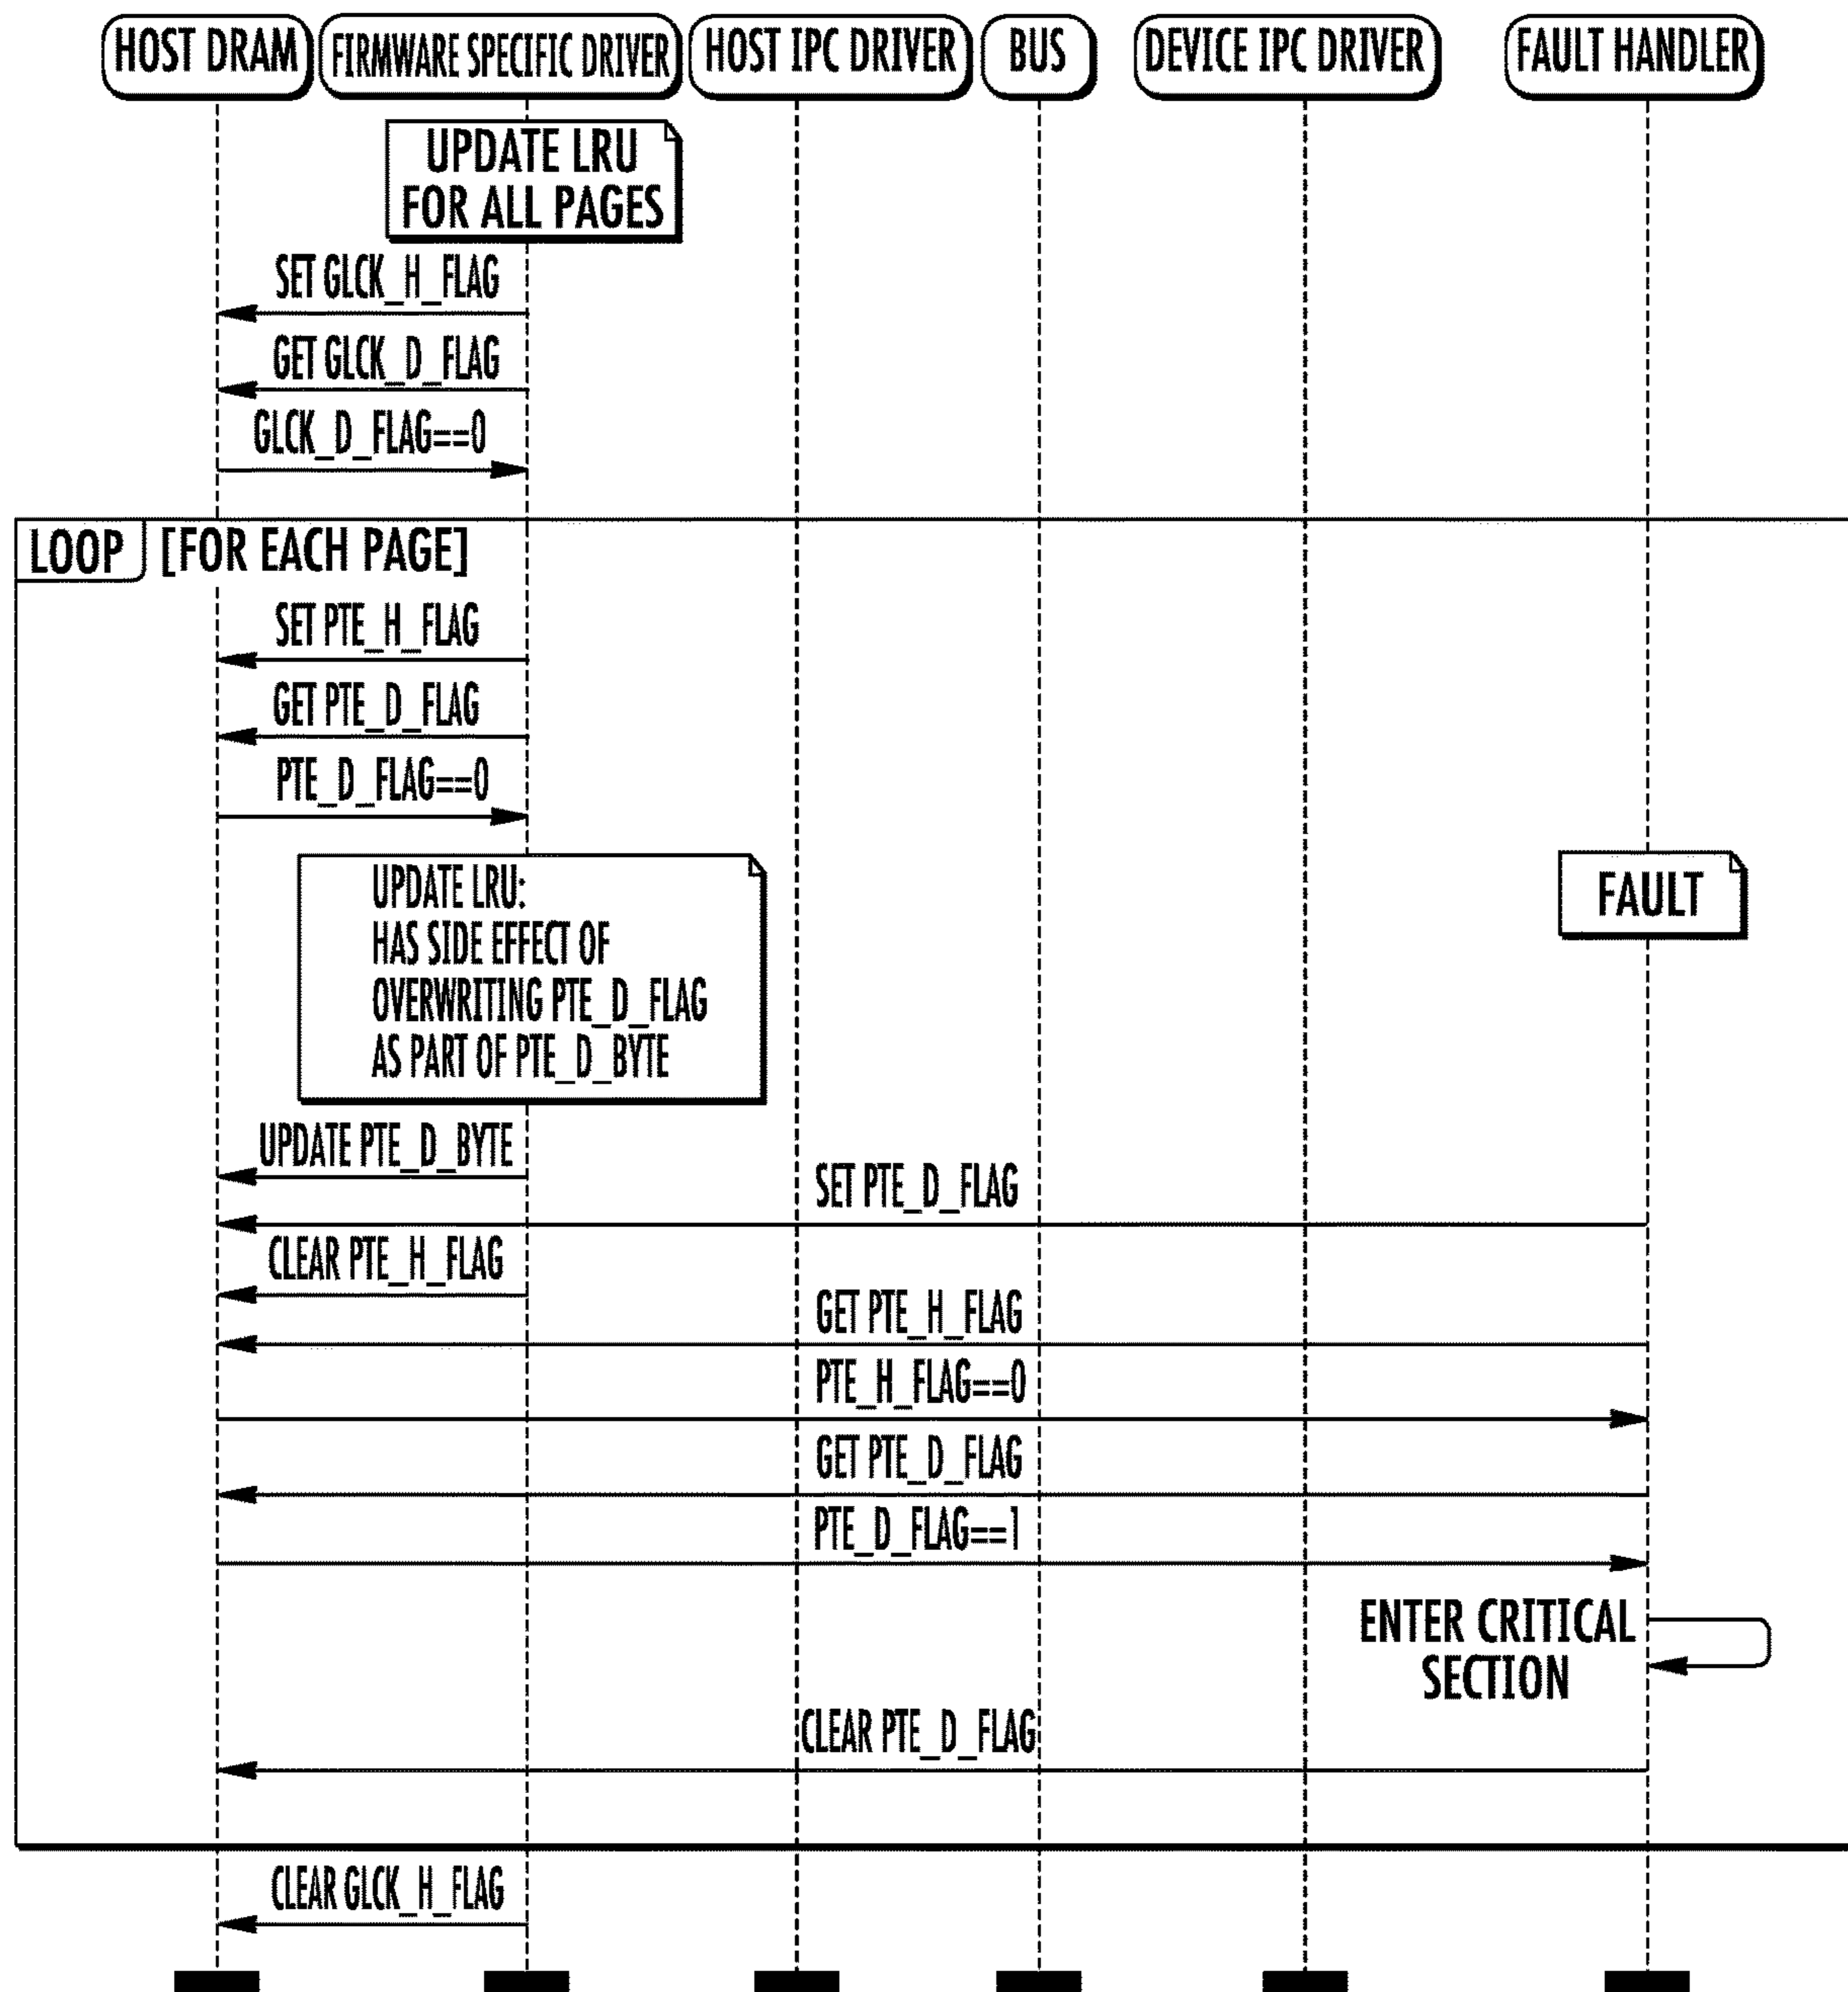 HOST DRAM
FIRMWARE SPECIFIC DRIVER
HOST IPC DRIVER
BUS
DEVICE IPC DRIVER
FAULT HANDLER
UPDATE LRU
FOR ALL PAGES
SET GLCK_H_FLAG
GET GLCK_D_FLAG
GLCK_D_FLAG==0
LOOP
[FOR EACH PAGE]
SET PTE_H_FLAG
GET PTE_D_FLAG
PTE_D_FLAG==0
UPDATE LRU:
HAS SIDE EFFECT OF
OVERWRITING PTE_D_FLAG
AS PART OF PTE_D_BYTE
FAULT
UPDATE PTE_D_BYTE
SET PTE_D_FLAG
CLEAR PTE_H_FLAG
GET PTE_H_FLAG
PTE_H_FLAG==0
GET PTE_D_FLAG
PTE_D_FLAG==1
ENTER CRITICAL
SECTION
CLEAR PTE_D_FLAG
CLEAR GLCK_H_FLAG